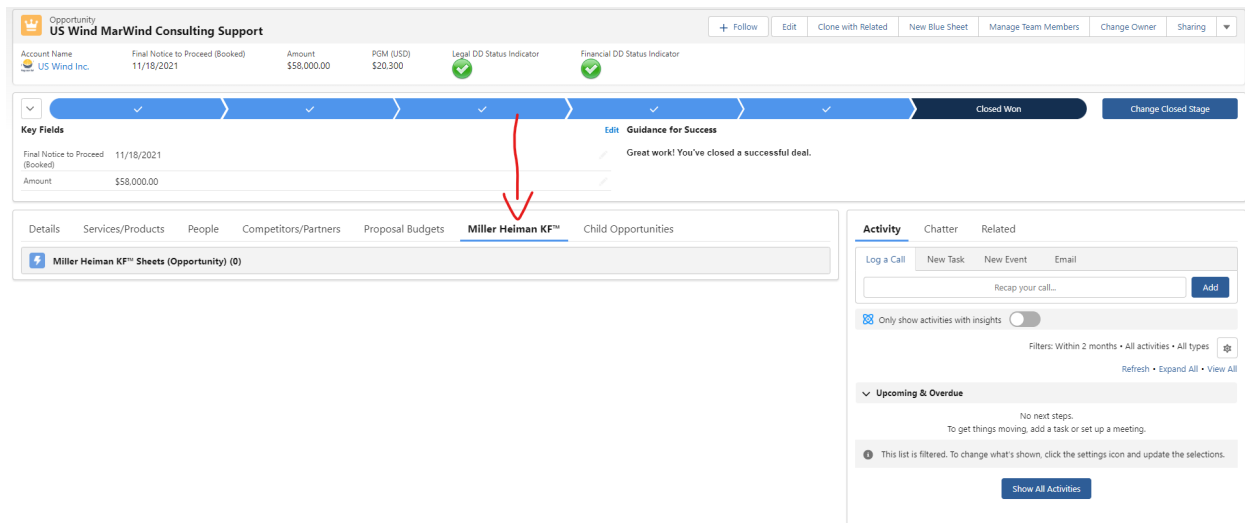 Opportunity
US Wind MarWind Consulting Support
+ Follow
Edit
Clone with Related
New Blue Sheet
Manage Team Members
Change Owner
Sharing
Account Name
Final Notice to Proceed (Booked)
Amount
PGM (USD)
Legal DD Status Indicator
Financial DD Status Indicator
US Wind Inc.
11/18/2021
$58,000.00
$20,300
Closed Won
Change Closed Stage
Key Fields
Edit
Final Notice to Proceed
(Booked)
11/18/2021
Amount
$58,000.00
Guidance for Success
Great work! You've closed a successful deal.
Details
Services/Products
People
Competitors/Partners
Proposal Budgets
Miller Heiman KF™
Child Opportunities
Miller Heiman KF™ Sheets (Opportunity) (0)
Activity
Chatter
Related
Log a Call
New Task
New Event
Email
Recap your call...
Add
Only show activities with insights
Filters: Within 2 months • All activities • All types
Refresh • Expand All • View All
Upcoming & Overdue
No next steps.
To get things moving, add a task or set up a meeting.
This list is filtered. To change what's shown, click the settings icon and update the selections.
Show All Activities